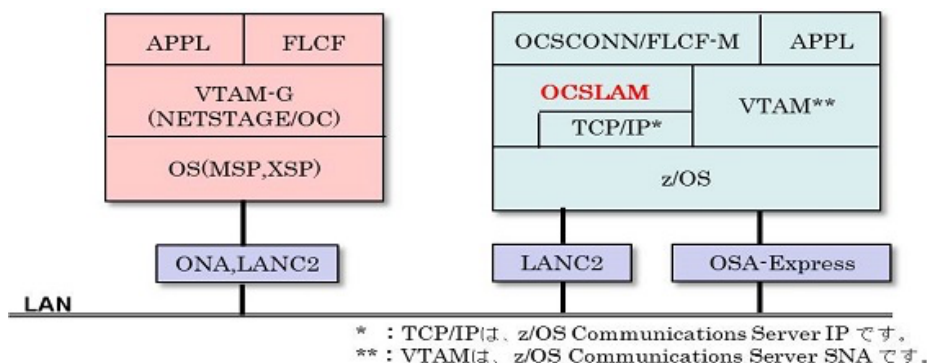 APPL
FLCF
VTAM-G
(NETSTAGE/OC)
OS(MSP,XSP)
ONA,LANC2
OCSCONN/FLCF-M
APPL
OCSLAM
TCP/IP*
VTAM**
z/OS
LANC2
OSA-Express
LAN
* ：TCP/IPは、z/OS Communications Server IP です。
**：VTAMは、z/OS Communications Server SNA です。